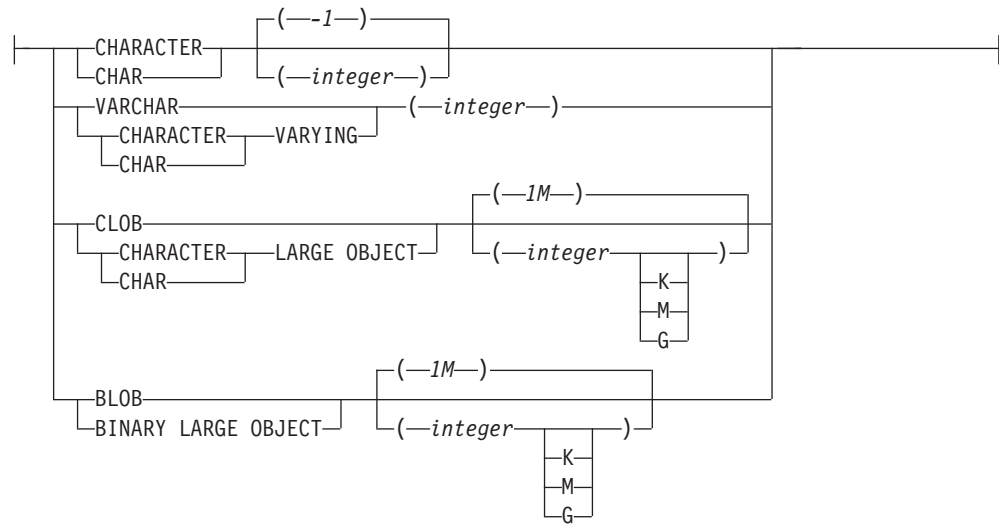 ( -1 )
CHARACTER
CHAR ( integer )
VARCHAR ( integer )
CHARACTER VARYING
CHAR
( 1M )
CLOB
CHARACTER LARGE OBJECT ( integer )
CHAR K
M
G
( 1M )
BLOB
BINARY LARGE OBJECT ( integer )
K
M
G